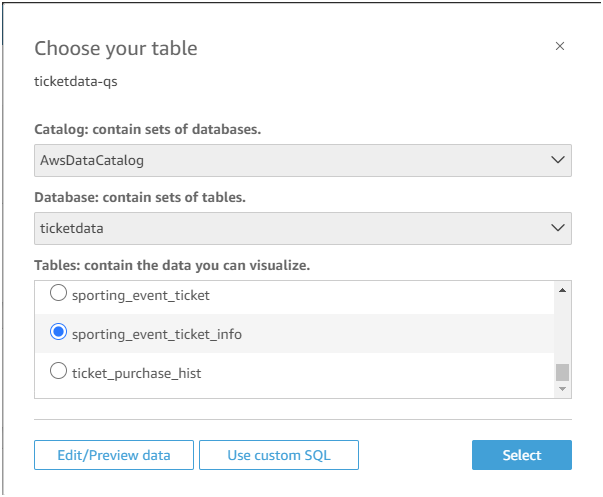 Choose your table
ticketdata-qs
Catalog: contain sets of databases.
AwsDataCatalog
Database: contain sets of tables.
ticketdata
Tables: contain the data you can visualize.
sporting_event_ticket
sporting_event_ticket_info
ticket_purchase_hist
Edit/Preview data
Use custom SQL
Select